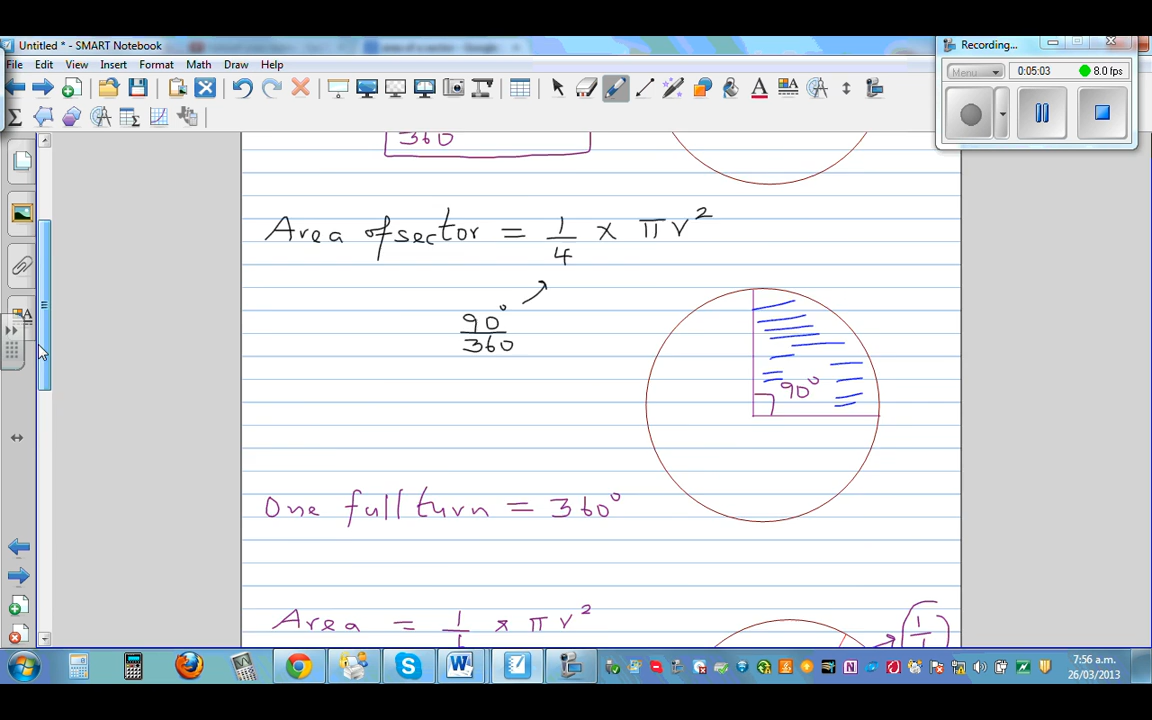 Untitled * - SMART Notebook
Recording...
File Edit View Insert Format Math Draw Help
Menu
0:05:03
8.0 fps
360
Area of sector = 1/4 × πr²
90°/360
90°
One full turn = 360°
Area = 1/ × πr²
7:56 a.m.
26/03/2013